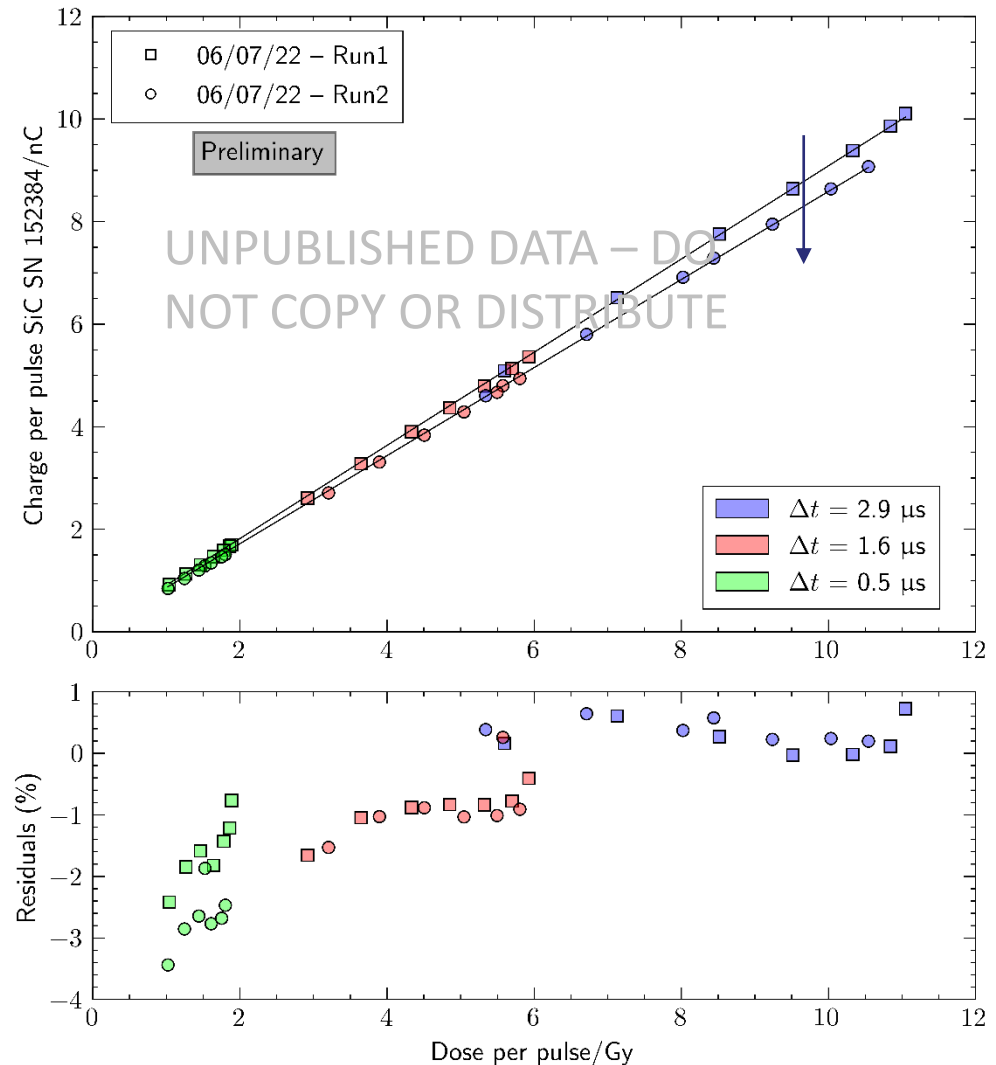 12
10
8
6
4
2
0
Charge per pulse SiC SN 152384/nC
06/07/22 – Run1
06/07/22 – Run2
Preliminary
UNPUBLISHED DATA – DO
NOT COPY OR DISTRIBUTE
Δt = 2.9 μs
Δt = 1.6 μs
Δt = 0.5 μs
0 2 4 6 8 10 12
1
0
−1
−2
−3
−4
Residuals (%)
0 2 4 6 8 10 12
Dose per pulse/Gy